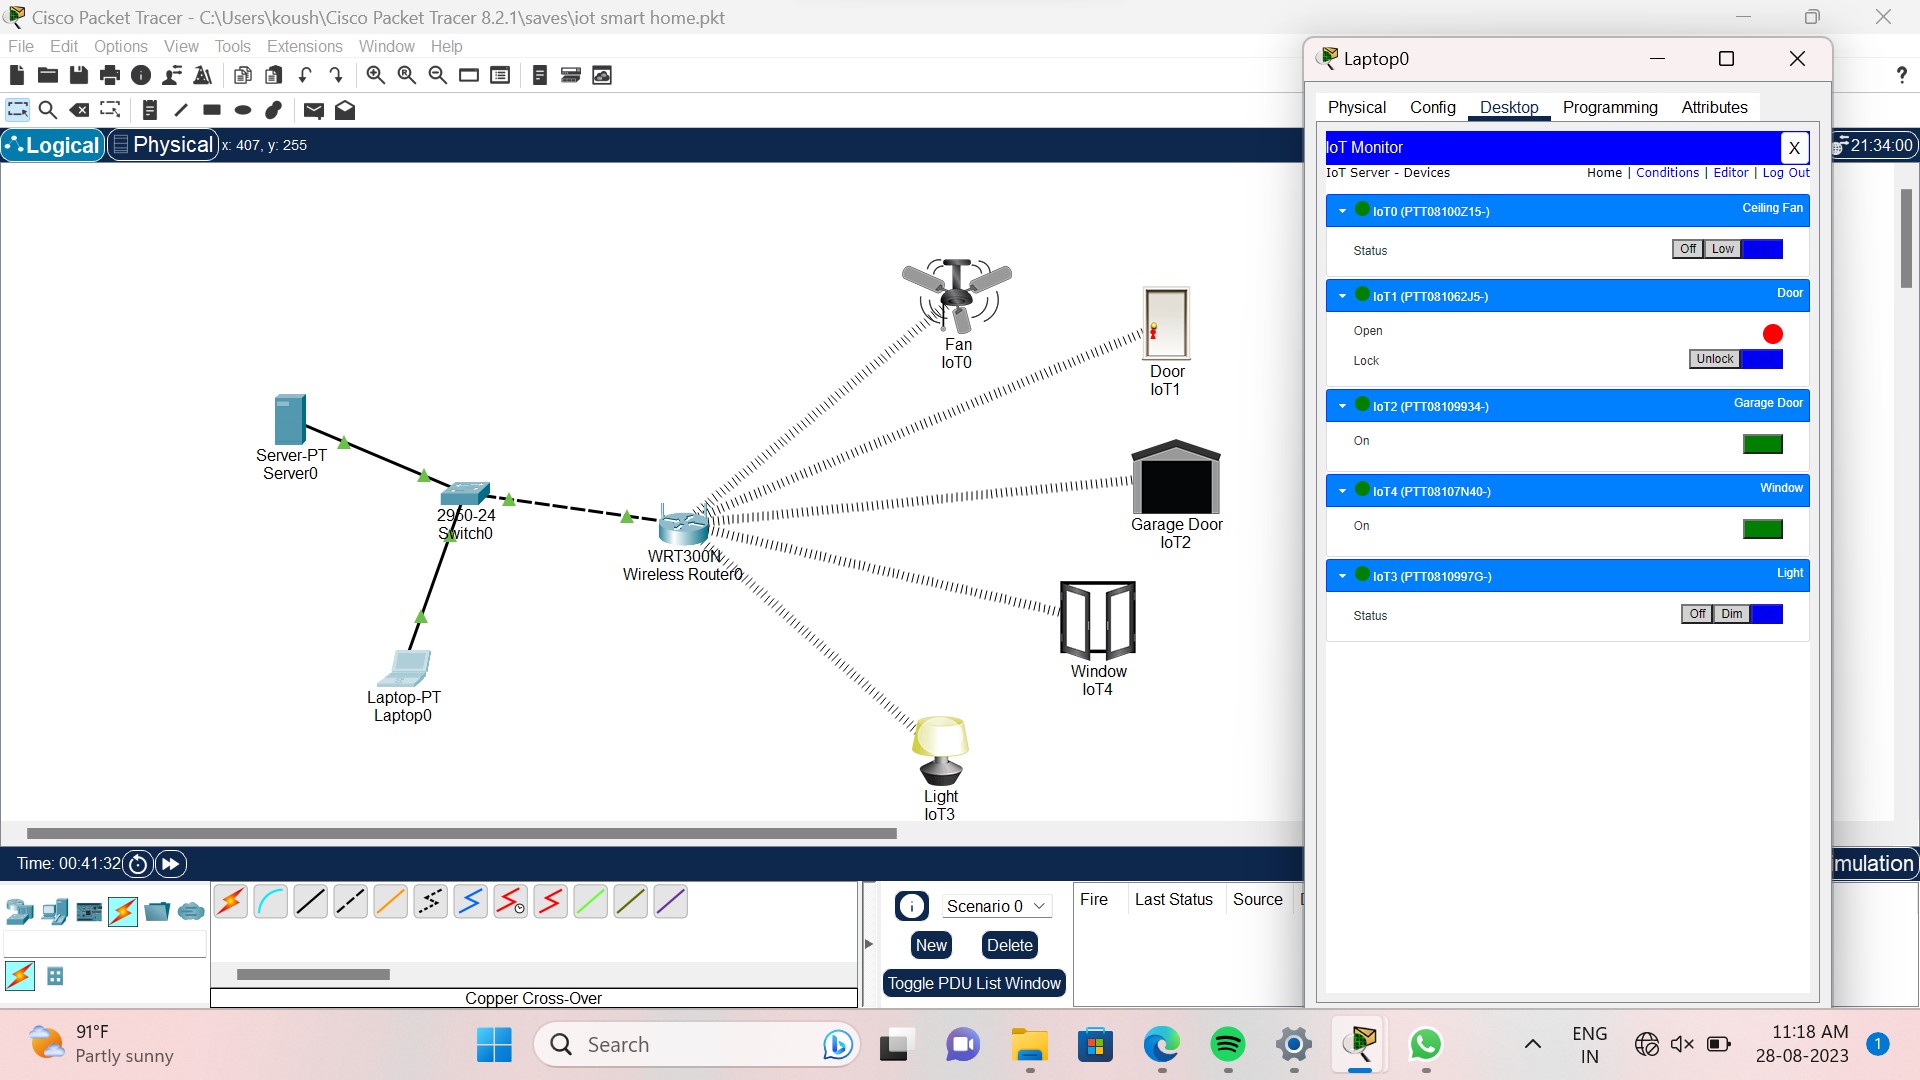 Cisco Packet Tracer - C:\Users\koush\Cisco Packet Tracer 8.2.1\saves\iot smart home.pkt
File Edit Options View Tools Extensions Window Help
?
Logical Physical x: 407, y: 255
21:34:00
Fan
IoT0
Door
IoT1
Server-PT
Server0
2960-24
Switch0
Garage Door
IoT2
WRT300N
Wireless Router0
Window
IoT4
Laptop-PT
Laptop0
Light
IoT3
Laptop0
Physical Config Desktop Programming Attributes
IoT Monitor X
IoT Server - Devices Home | Conditions | Editor | Log Out
IoT0 (PTT08100Z15-) Ceiling Fan
Status Off Low
IoT1 (PTT081062J5-) Door
Open
Lock Unlock
IoT2 (PTT08109934-) Garage Door
On
IoT4 (PTT08107N40-) Window
On
IoT3 (PTT0810997G-) Light
Status Off Dim
Time: 00:41:32
imulation
Scenario 0
New Delete
Toggle PDU List Window
Fire Last Status Source
Copper Cross-Over
91°F
Partly sunny
Search
ENG
IN
11:18 AM
28-08-2023
1